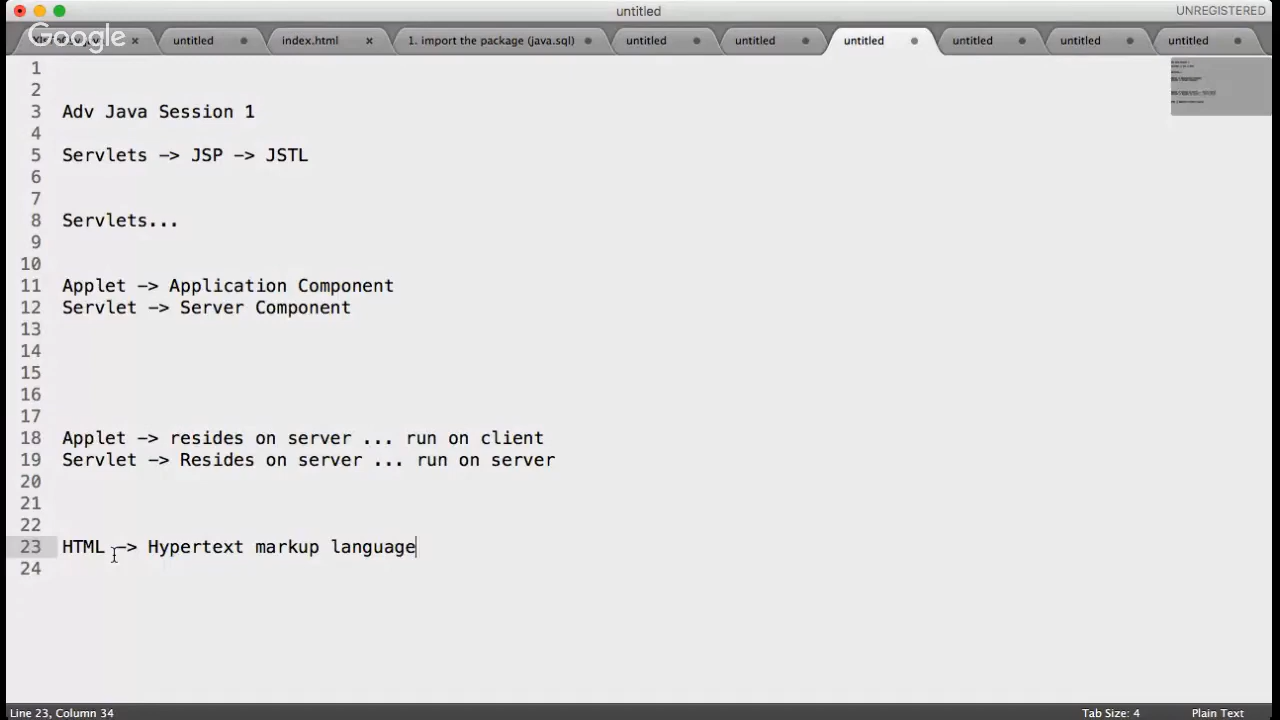 untitled
UNREGISTERED
Google
untitled
index.html
1. import the package (java.sql)
untitled
untitled
untitled
untitled
untitled
untitled
1
2
3 Adv Java Session 1
4
5 Servlets -> JSP -> JSTL
6
7
8 Servlets...
9
10
11 Applet -> Application Component
12 Servlet -> Server Component
13
14
15
16
17
18 Applet -> resides on server ... run on client
19 Servlet -> Resides on server ... run on server
20
21
22
23 HTML -> Hypertext markup language
24
Line 23, Column 34
Tab Size: 4
Plain Text